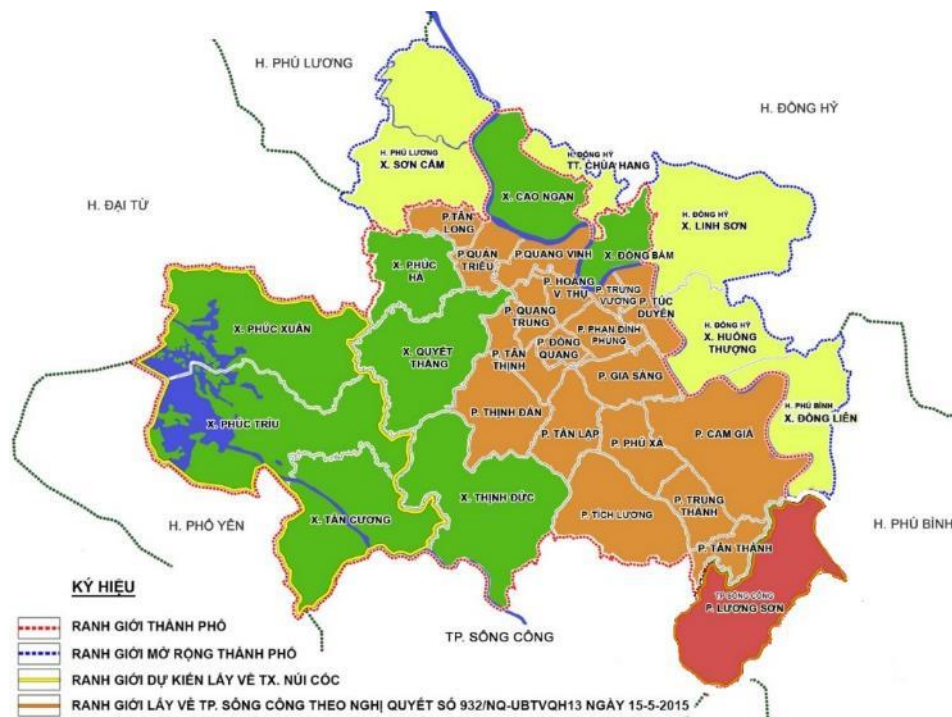 H. PHÚ LƯƠNG
H. ĐỒNG HỶ
H. PHÚ LƯƠNG
X. SƠN CẨM
H. ĐỒNG HỶ
TT. CHÙA HANG
X. CAO NGẠN
H. ĐẠI TỪ
H. ĐỒNG HỶ
X. LINH SƠN
P. TÂN
LONG
P. QUÁN
TRIỀU
P. QUANG VINH
X. ĐỒNG BẨM
X. PHÚC
HÀ
P. HOÀNG
V. THỤ
P. TRƯNG
VƯƠNG
P. TÚC
DUYÊN
X. PHÚC XUÂN
P. QUANG
TRUNG
P. PHAN ĐÌNH
PHÙNG
H. ĐỒNG HỶ
X. HUỐNG
THƯỢNG
X. QUYẾT
THẮNG
P. TÂN
THỊNH
P. ĐỒNG
QUANG
P. GIA SÀNG
P. THỊNH ĐÁN
H. PHÚ BÌNH
X. ĐỒNG LIÊN
X. PHÚC TRÌU
P. TÂN LẬP
P. PHÚ XÁ
P. CAM GIÁ
X. THỊNH ĐỨC
P. TRUNG
THÀNH
P. TÍCH LƯƠNG
X. TÂN CƯƠNG
H. PHỔ YÊN
H. PHÚ BÌNH
P. TÂN THÀNH
TP. SÔNG CÔNG
P. LƯƠNG SƠN
TP. SÔNG CÔNG
KÝ HIỆU
RANH GIỚI THÀNH PHỐ
RANH GIỚI MỞ RỘNG THÀNH PHỐ
RANH GIỚI DỰ KIẾN LẤY VỀ TX. NÚI CỐC
RANH GIỚI LẤY VỀ TP. SÔNG CÔNG THEO NGHỊ QUYẾT SỐ 932/NQ-UBTVQH13 NGÀY 15-5-2015